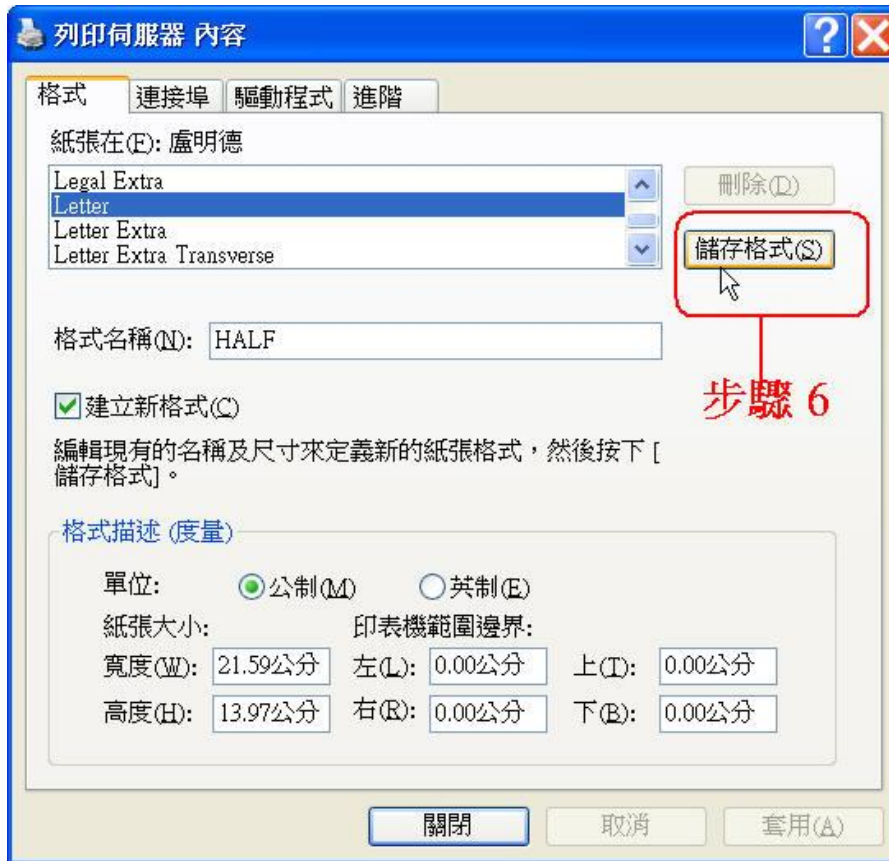 列印伺服器 內容
格式 連接埠 驅動程式 進階
紙張在(F): 盧明德
Legal Extra
Letter
Letter Extra
Letter Extra Transverse
刪除(D)
儲存格式(S)
格式名稱(N): HALF
步驟 6
建立新格式(C)
編輯現有的名稱及尺寸來定義新的紙張格式，然後按下 [
儲存格式]。
格式描述 (度量)
單位: 公制(M) 英制(E)
紙張大小: 印表機範圍邊界:
寬度(W): 21.59公分 左(L): 0.00公分 上(T): 0.00公分
高度(H): 13.97公分 右(R): 0.00公分 下(B): 0.00公分
關閉 取消 套用(A)